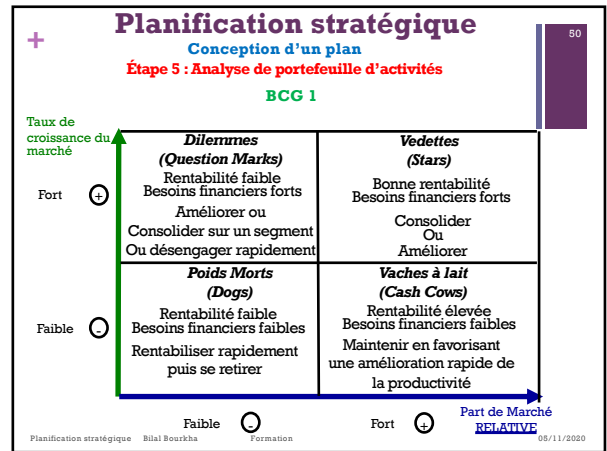 Planification stratégique
50
+
Conception d'un plan
Étape 5 : Analyse de portefeuille d'activités
BCG 1
Taux de
croissance du
marché
Fort
+
Dilemmes
(Question Marks)
Rentabilité faible
Besoins financiers forts
Améliorer ou
Consolider sur un segment
Ou désengager rapidement
Vedettes
(Stars)
Bonne rentabilité
Besoins financiers forts
Consolider
Ou
Améliorer
Faible
-
Poids Morts
(Dogs)
Rentabilité faible
Besoins financiers faibles
Rentabiliser rapidement
puis se retirer
Vaches à lait
(Cash Cows)
Rentabilité élevée
Besoins financiers faibles
Maintenir en favorisant
une amélioration rapide de
la productivité
Faible
-
Fort
+
Part de Marché
RELATIVE
Planification stratégique Bilal Bourkha Formation
05/11/2020